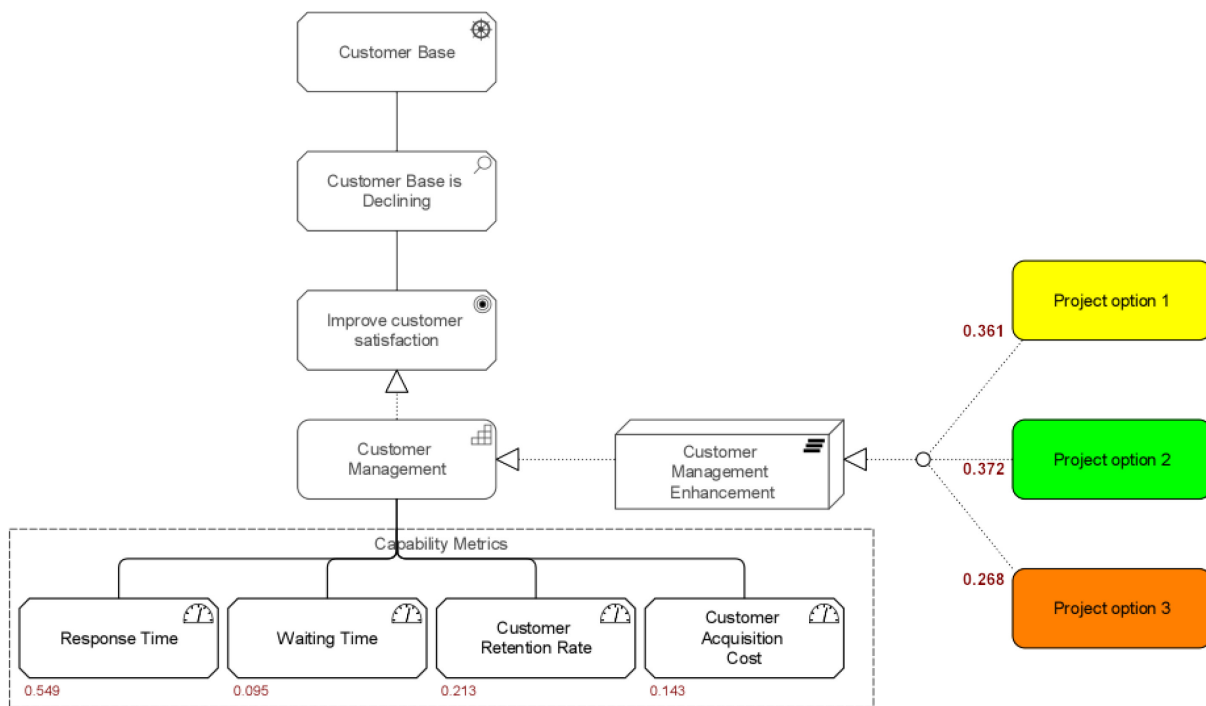 Customer Base
Customer Base is
Declining
Improve customer
satisfaction
Customer
Management
Customer
Management
Enhancement
0.361
Project option 1
0.372
Project option 2
0.268
Project option 3
Capability Metrics
Response Time
0.549
Waiting Time
0.095
Customer
Retention Rate
0.213
Customer
Acquisition
Cost
0.143